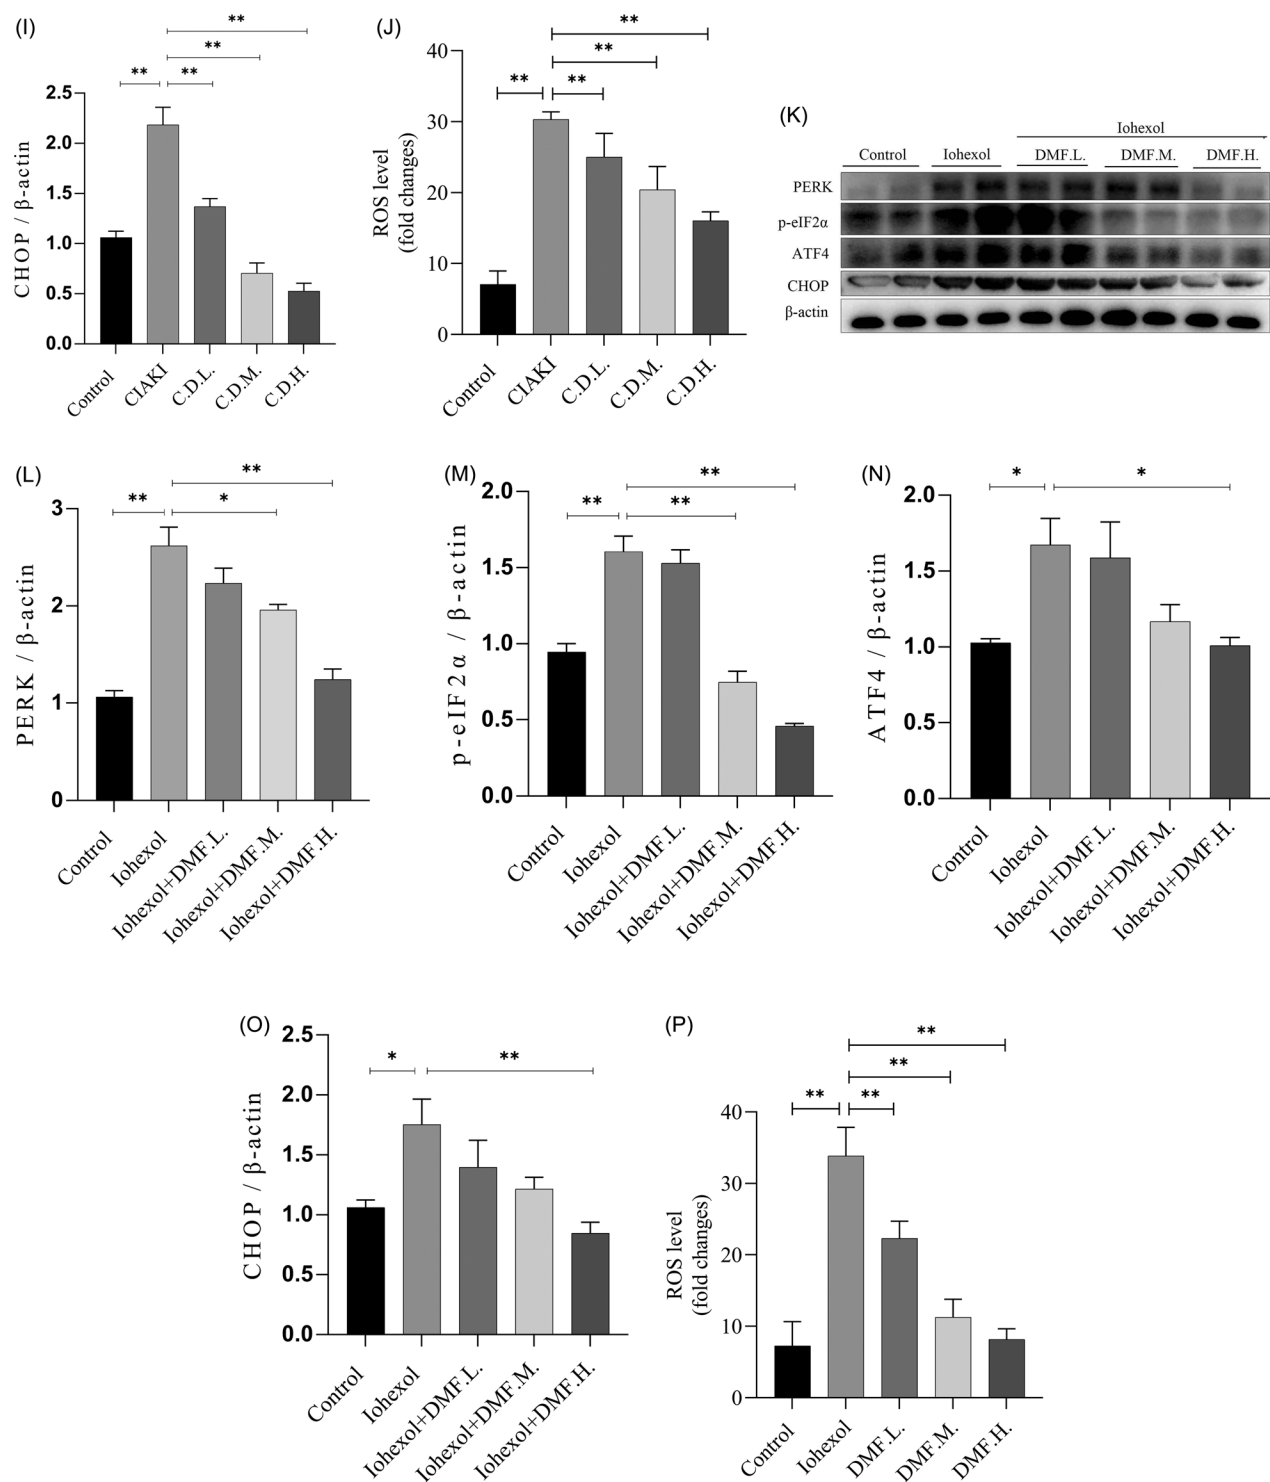 (I)
**
**
** **
CHOP / β-actin
2.5
2.0
1.5
1.0
0.5
0.0
Control
CIAKI
C.D.L.
C.D.M.
C.D.H.
(J)
**
**
** **
ROS level
(fold changes)
40
30
20
10
0
Control
CIAKI
C.D.L.
C.D.M.
C.D.H.
(K)
Iohexol
Control Iohexol DMF.L. DMF.M. DMF.H.
PERK
p-eIF2α
ATF4
CHOP
β-actin
(L)
**
** *
PERK / β-actin
3
2
1
0
Control
Iohexol
Iohexol+DMF.L.
Iohexol+DMF.M.
Iohexol+DMF.H.
(M)
**
** **
p-eIF2α / β-actin
2.0
1.5
1.0
0.5
0.0
Control
Iohexol
Iohexol+DMF.L.
Iohexol+DMF.M.
Iohexol+DMF.H.
(N)
* *
ATF4 / β-actin
2.0
1.5
1.0
0.5
0.0
Control
Iohexol
Iohexol+DMF.L.
Iohexol+DMF.M.
Iohexol+DMF.H.
(O)
* **
CHOP / β-actin
2.5
2.0
1.5
1.0
0.5
0.0
Control
Iohexol
Iohexol+DMF.L.
Iohexol+DMF.M.
Iohexol+DMF.H.
(P)
**
**
** **
ROS level
(fold changes)
40
30
20
10
0
Control
Iohexol
DMF.L.
DMF.M.
DMF.H.